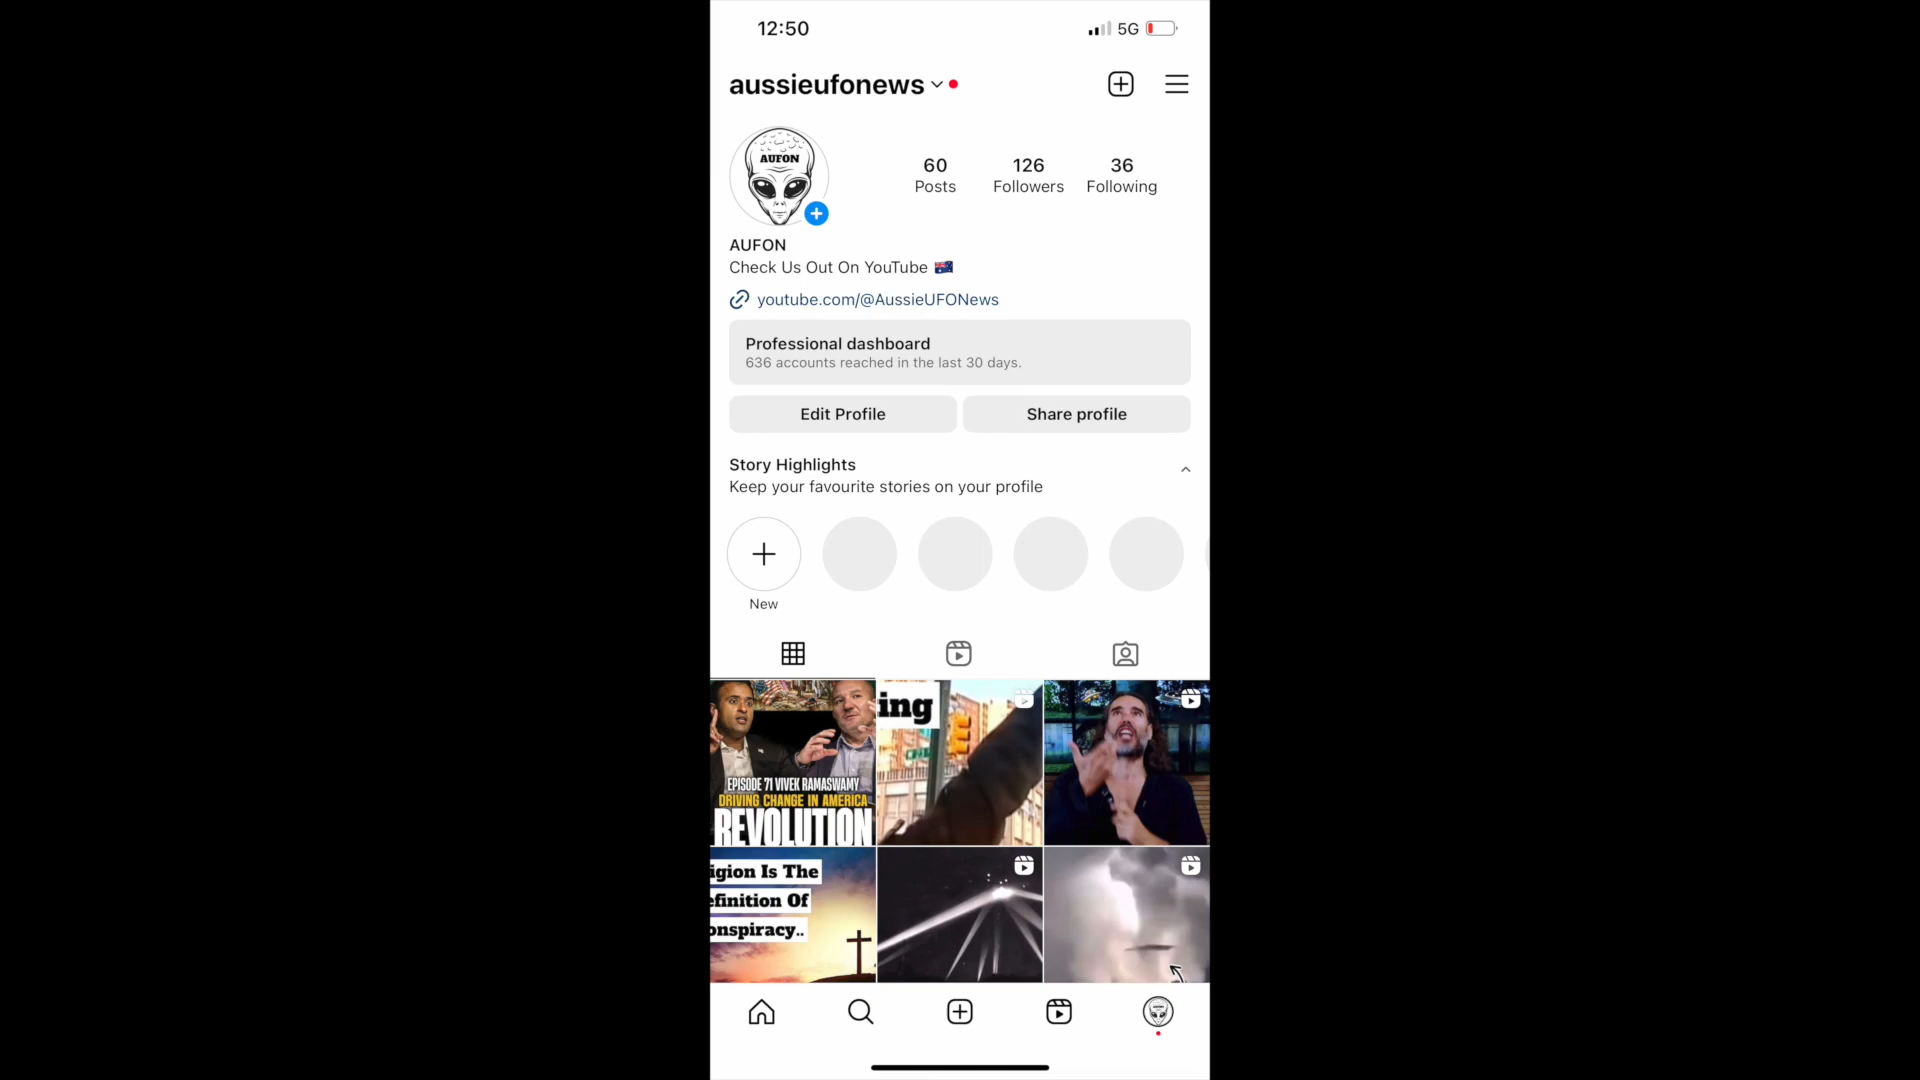 12:50
5G
aussieufonews
AUFON
60
126
36
Posts
Followers
Following
AUFON
Check Us Out On YouTube
youtube.com/@AussieUFONews
Professional dashboard
636 accounts reached in the last 30 days.
Edit Profile
Share profile
Story Highlights
Keep your favourite stories on your profile
New
EPISODE 71 VIVEK RAMASWAMY
DRIVING CHANGE IN AMERICA
REVOLUTION
ing
igion Is The
efinition Of
onspiracy..